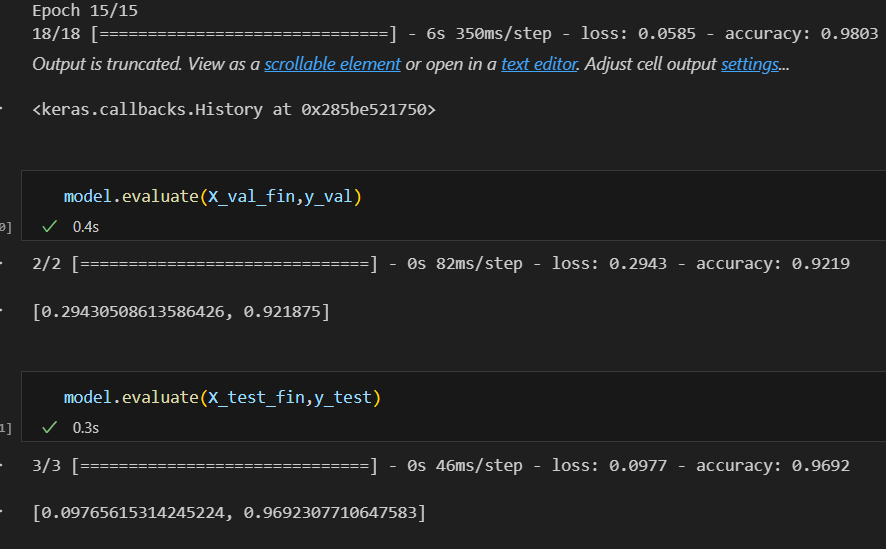 Epoch 15/15
18/18 [==============================] - 6s 350ms/step - loss: 0.0585 - accuracy: 0.9803
Output is truncated. View as a scrollable element or open in a text editor. Adjust cell output settings...
<keras.callbacks.History at 0x285be521750>
model.evaluate(X_val_fin,y_val)
0] ✓ 0.4s
2/2 [==============================] - 0s 82ms/step - loss: 0.2943 - accuracy: 0.9219
[0.29430508613586426, 0.921875]
model.evaluate(X_test_fin,y_test)
1] ✓ 0.3s
3/3 [==============================] - 0s 46ms/step - loss: 0.0977 - accuracy: 0.9692
[0.09765615314245224, 0.9692307710647583]